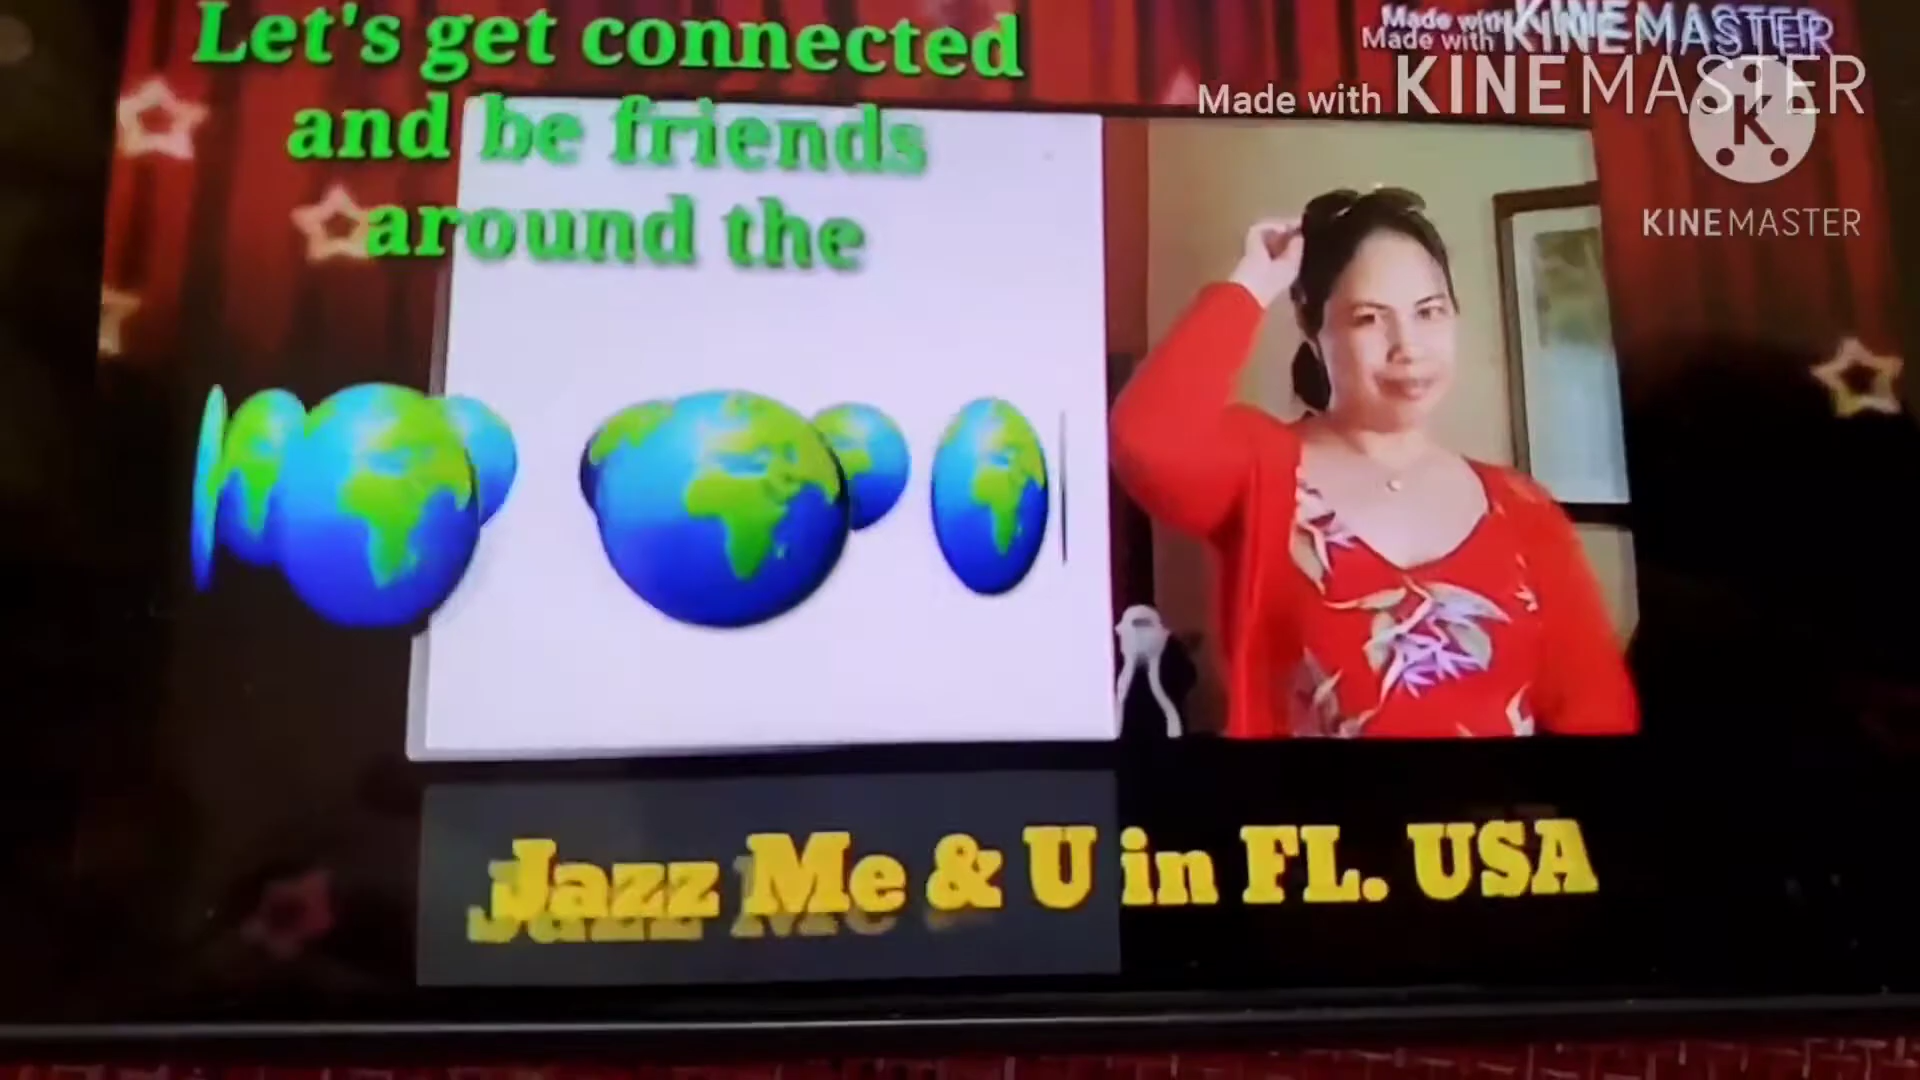 Let's get connected
and be friends
around the
Made with KINEMASTER
Made with KINEMASTER
Made with KINEMASTER
K
KINEMASTER
Jazz Me & U in FL. USA